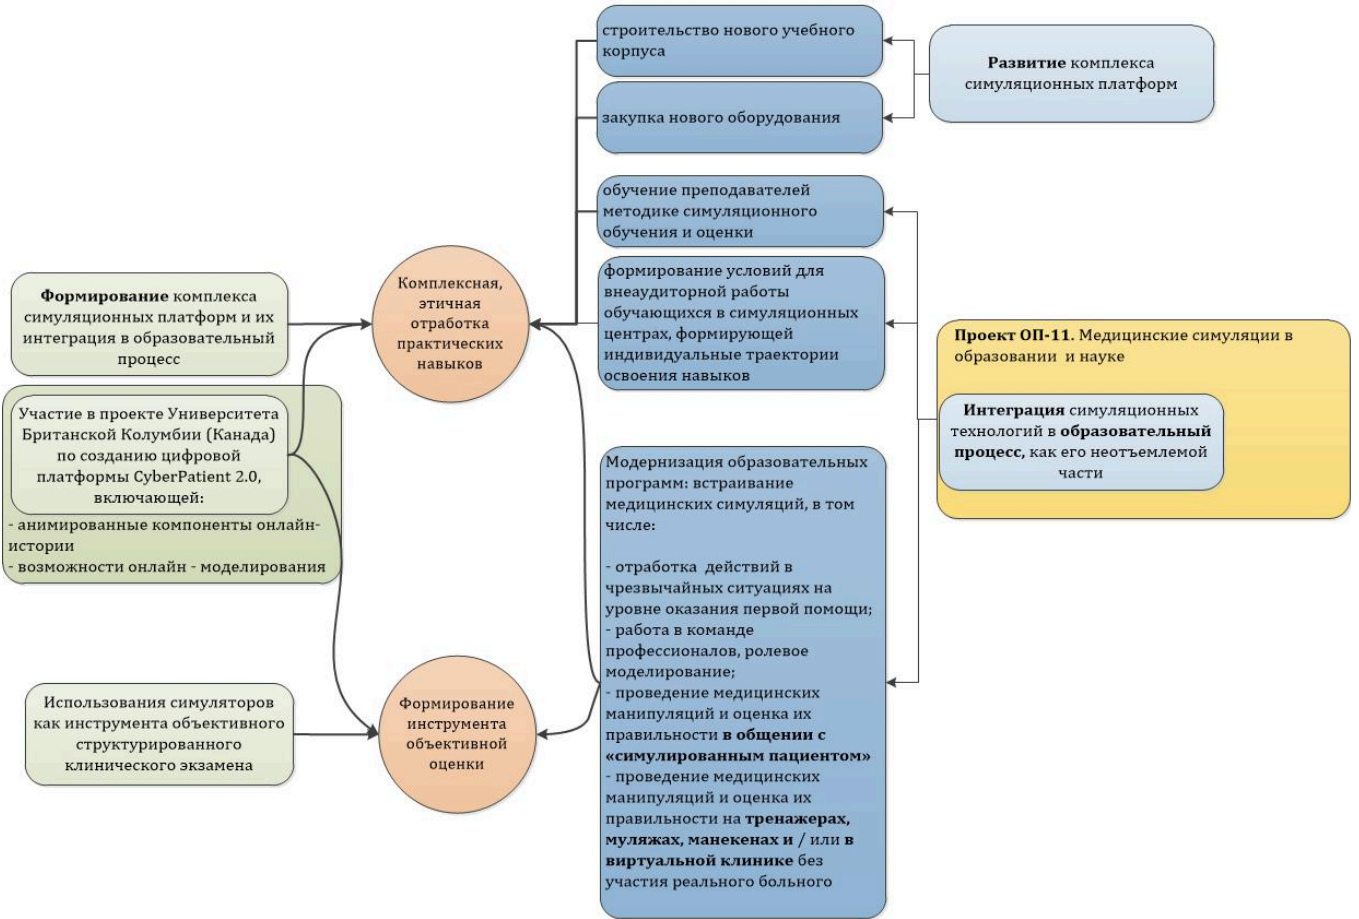 строительство нового учебного
корпуса
Развитие комплекса
симуляционных платформ
закупка нового оборудования
обучение преподавателей
методике симуляционного
обучения и оценки
формирование условий для
внеаудиторной работы
обучающихся в симуляционных
центрах, формирующей
индивидуальные траектории
освоения навыков
Комплексная,
этичная
отработка
практических
навыков
Формирование комплекса
симуляционных платформ и их
интеграция в образовательный
процесс
Проект ОП-11. Медицинские симуляции в
образовании и науке
Интеграция симуляционных
технологий в образовательный
процесс, как его неотъемлемой
части
Участие в проекте Университета
Британской Колумбии (Канада)
по созданию цифровой
платформы CyberPatient 2.0,
включающей:
- анимированные компоненты онлайн-
истории
- возможности онлайн - моделирования
Модернизация образовательных
программ: встраивание
медицинских симуляций, в том
числе:
- отработка действий в
чрезвычайных ситуациях на
уровне оказания первой помощи;
- работа в команде
профессионалов, ролевое
моделирование;
- проведение медицинских
манипуляций и оценка их
правильности в общении с
«симулированным пациентом»
- проведение медицинских
манипуляций и оценка их
правильности на тренажерах,
муляжах, манекенах и / или в
виртуальной клинике без
участия реального больного
Использования симуляторов
как инструмента объективного
структурированного
клинического экзамена
Формирование
инструмента
объективной
оценки